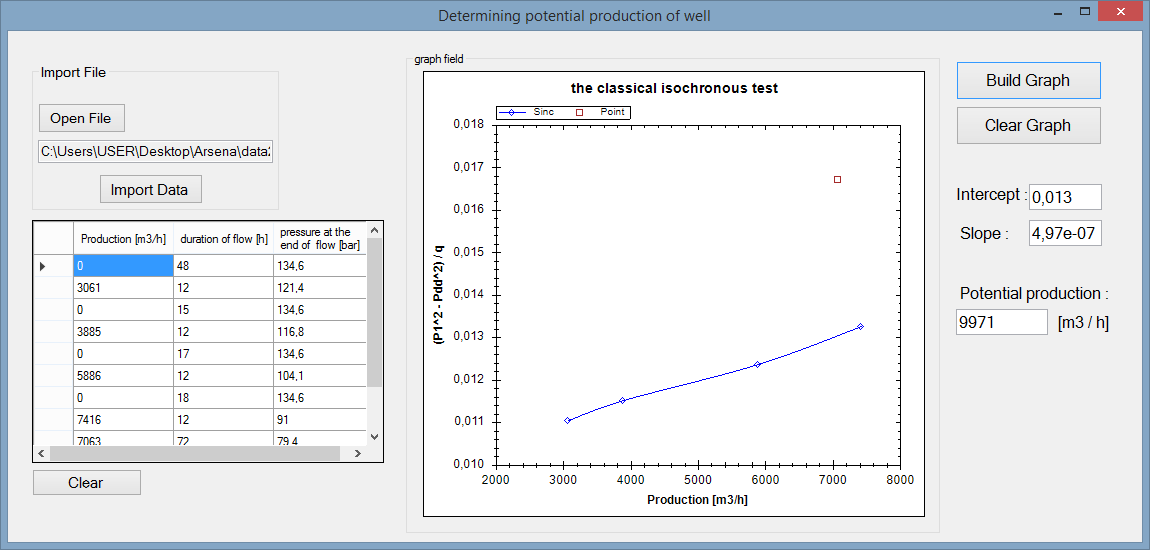 Determining potential production of well
Import File
Open File
C:\Users\USER\Desktop\Arsena\data2
Import Data
Production [m3/h] duration of flow [h] pressure at the end of flow [bar]
0 48 134,6
3061 12 121,4
0 15 134,6
3885 12 116,8
0 17 134,6
5886 12 104,1
0 18 134,6
7416 12 91
7063 72 79,4
Clear
graph field
the classical isochronous test
Sinc Point
(P1^2 - Pdd^2) / q
0,018
0,017
0,016
0,015
0,014
0,013
0,012
0,011
0,010
2000 3000 4000 5000 6000 7000 8000
Production [m3/h]
Build Graph
Clear Graph
Intercept : 0,013
Slope : 4,97e-07
Potential production :
9971 [m3 / h]